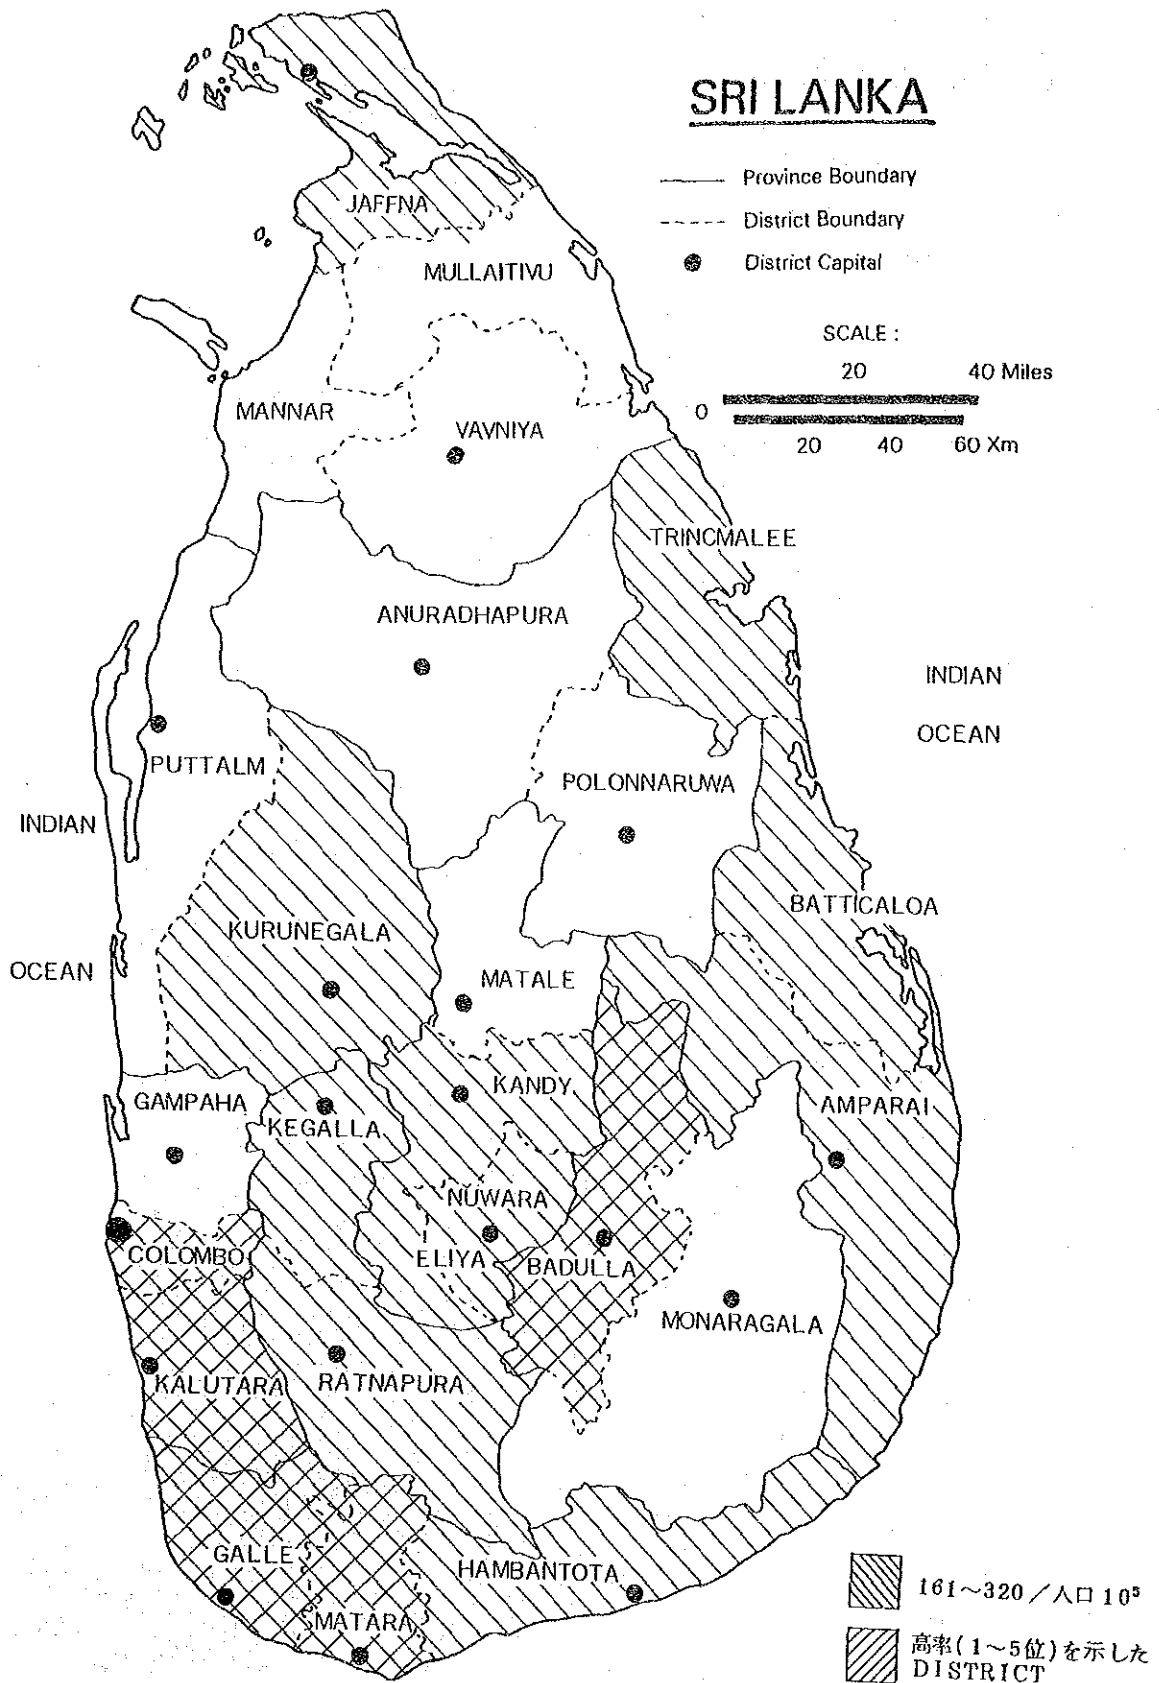 SRI LANKA
Province Boundary
District Boundary
District Capital
SCALE :
20 40 Miles
0
20 40 60 Xm
JAFFNA
MULLAITIVU
MANNAR
VAVNIYA
TRINCMALEE
ANURADHAPURA
INDIAN
OCEAN
PUTTALM
POLONNARUWA
INDIAN
OCEAN
BATTICALOA
KURUNEGALA
MATALE
KANDY
GAMPAHA
KEGALLA
AMPARAI
NUWARA
ELIYA
COLOMBO
BADULLA
MONARAGALA
KALUTARA
RATNAPURA
GALLE
HAMBANTOTA
MATARA
161~320/人口 10⁵
高率(1~5位)を示した
DISTRICT